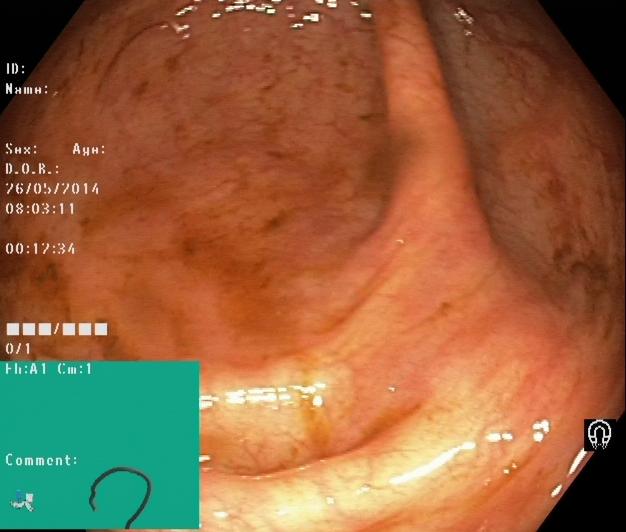 ID:
Name:
Sex: Age:
D.O.B.:
26/05/2014
08:03:11
00:12:34
■■■/■■■
0/1
Eh:A1 Cm:1
Comment: